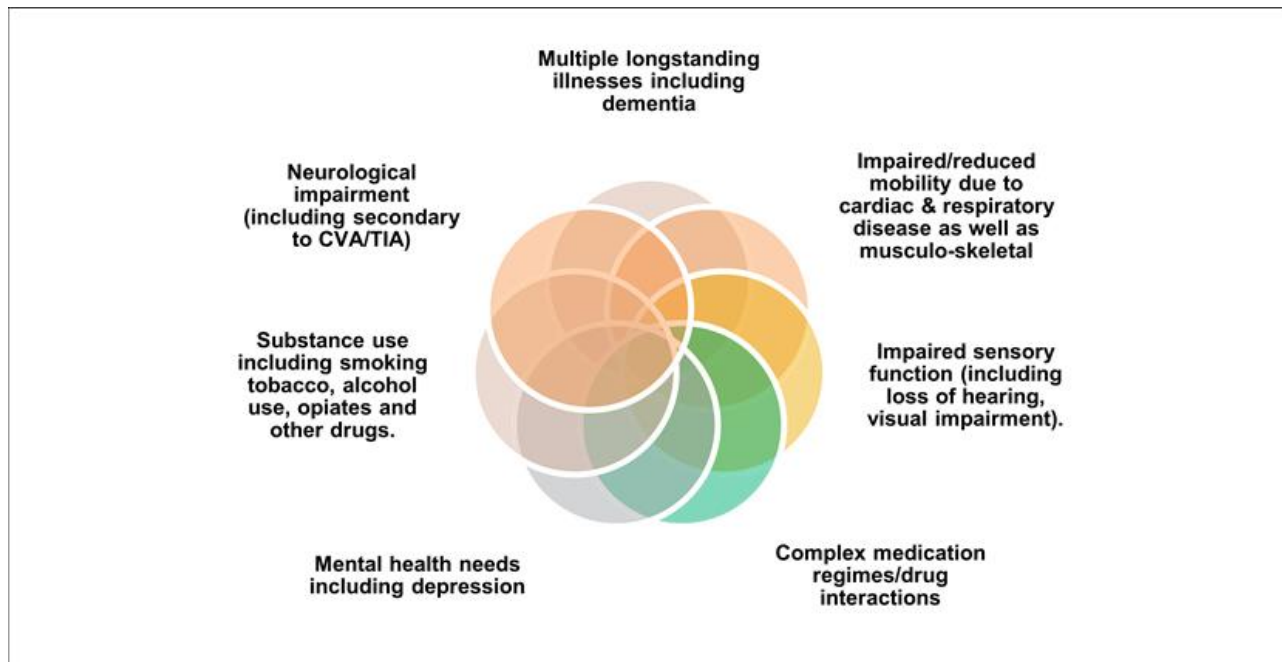 Multiple longstanding
illnesses including
dementia
Impaired/reduced
mobility due to
cardiac & respiratory
disease as well as
musculo-skeletal
Impaired sensory
function (including
loss of hearing,
visual impairment).
Complex medication
regimes/drug
interactions
Mental health needs
including depression
Substance use
including smoking
tobacco, alcohol
use, opiates and
other drugs.
Neurological
impairment
(including secondary
to CVA/TIA)